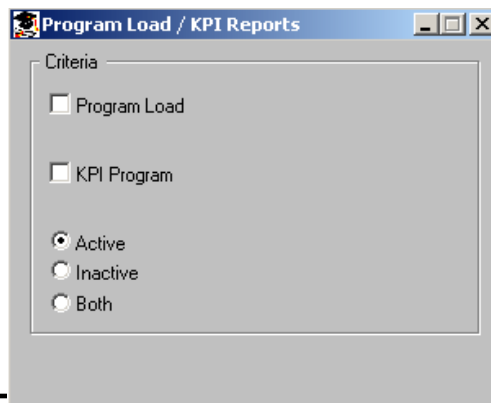 Program Load / KPI Reports
Criteria
Program Load
KPI Program
Active
Inactive
Both